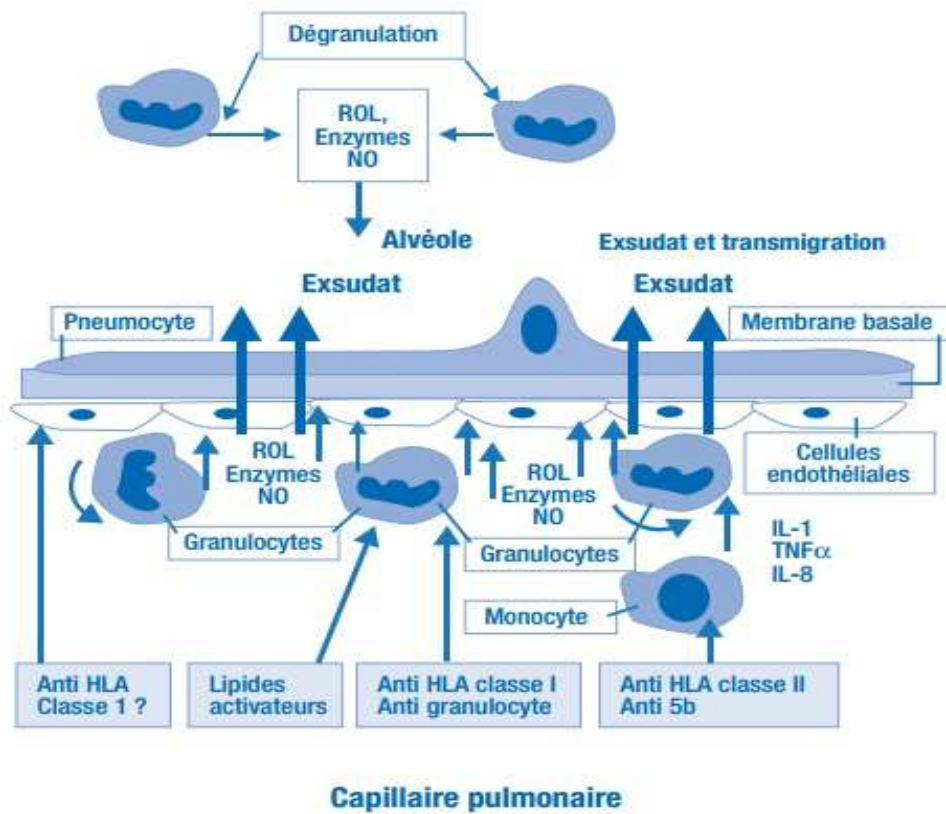 Dégranulation
ROL,
Enzymes
NO
Alvéole
Exsudat et transmigration
Exsudat
Exsudat
Pneumocyte
Membrane basale
ROL
Enzymes
NO
ROL
Enzymes
NO
Cellules
endothéliales
Granulocytes
Granulocytes
IL-1
TNFα
IL-8
Monocyte
Anti HLA
Classe 1 ?
Lipides
activateurs
Anti HLA classe I
Anti granulocyte
Anti HLA classe II
Anti 5b
Capillaire pulmonaire